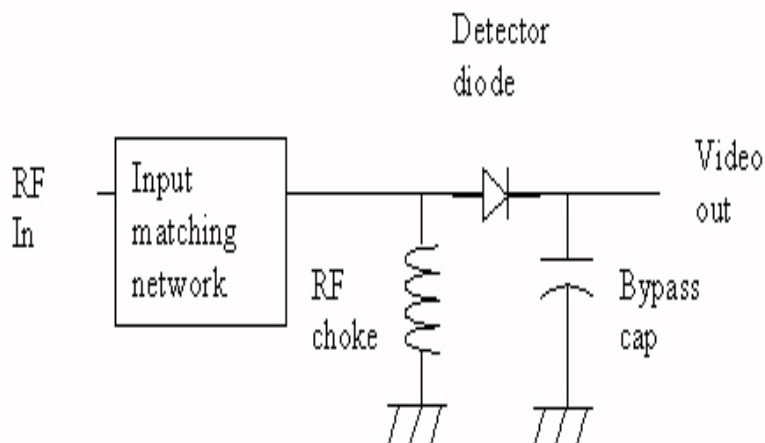 Detector
diode
RF
In
Input
matching
network
RF
choke
Video
out
Bypass
cap